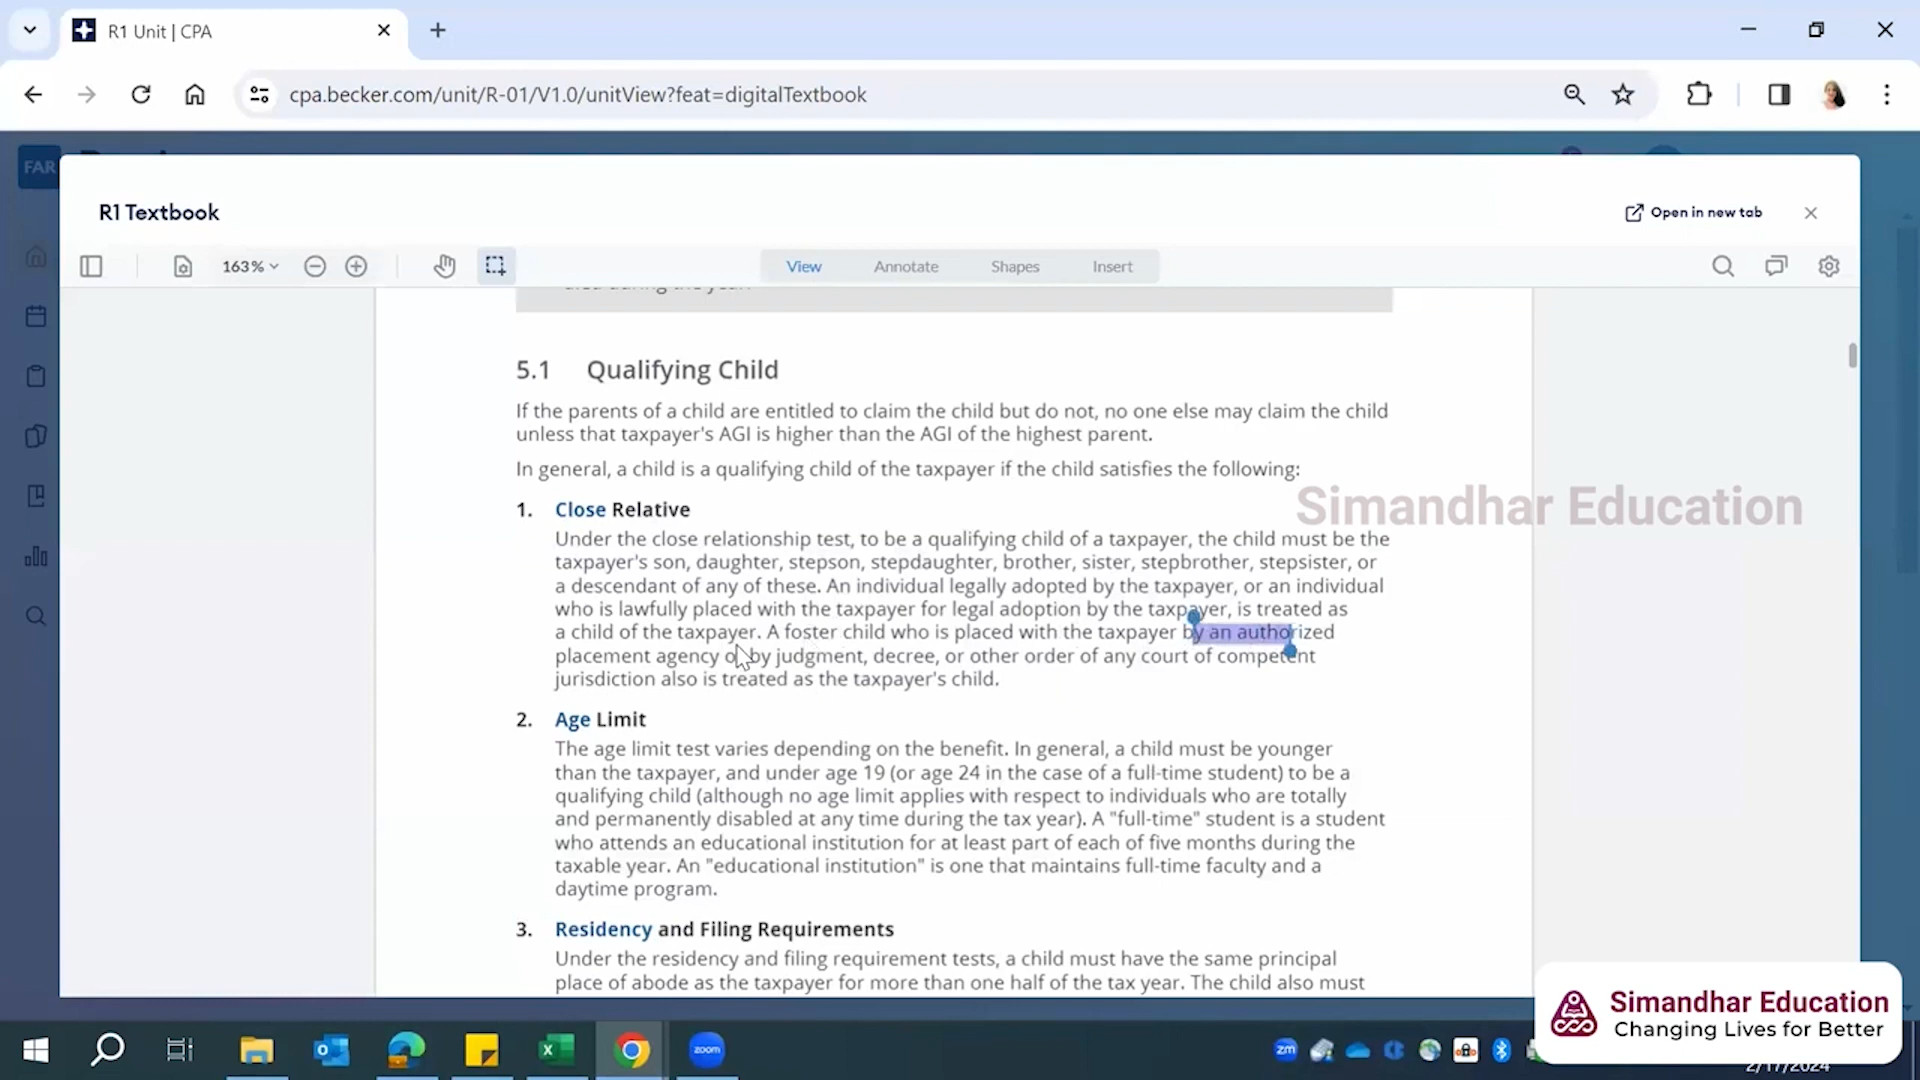 R1 Unit | CPA
cpa.becker.com/unit/R-01/V1.0/unitView?feat=digitalTextbook
FAR
R1 Textbook
Open in new tab
163%
View
Annotate
Shapes
Insert
5.1 Qualifying Child
If the parents of a child are entitled to claim the child but do not, no one else may claim the child
unless that taxpayer's AGI is higher than the AGI of the highest parent.
In general, a child is a qualifying child of the taxpayer if the child satisfies the following:
Simandhar Education
1. Close Relative
Under the close relationship test, to be a qualifying child of a taxpayer, the child must be the
taxpayer's son, daughter, stepson, stepdaughter, brother, sister, stepbrother, stepsister, or
a descendant of any of these. An individual legally adopted by the taxpayer, or an individual
who is lawfully placed with the taxpayer for legal adoption by the taxpayer, is treated as
a child of the taxpayer. A foster child who is placed with the taxpayer by an authorized
placement agency or by judgment, decree, or other order of any court of competent
jurisdiction also is treated as the taxpayer's child.
2. Age Limit
The age limit test varies depending on the benefit. In general, a child must be younger
than the taxpayer, and under age 19 (or age 24 in the case of a full-time student) to be a
qualifying child (although no age limit applies with respect to individuals who are totally
and permanently disabled at any time during the tax year). A "full-time" student is a student
who attends an educational institution for at least part of each of five months during the
taxable year. An "educational institution" is one that maintains full-time faculty and a
daytime program.
3. Residency and Filing Requirements
Under the residency and filing requirement tests, a child must have the same principal
place of abode as the taxpayer for more than one half of the tax year. The child also must
Simandhar Education
Changing Lives for Better
zoom
zm
2/17/2024